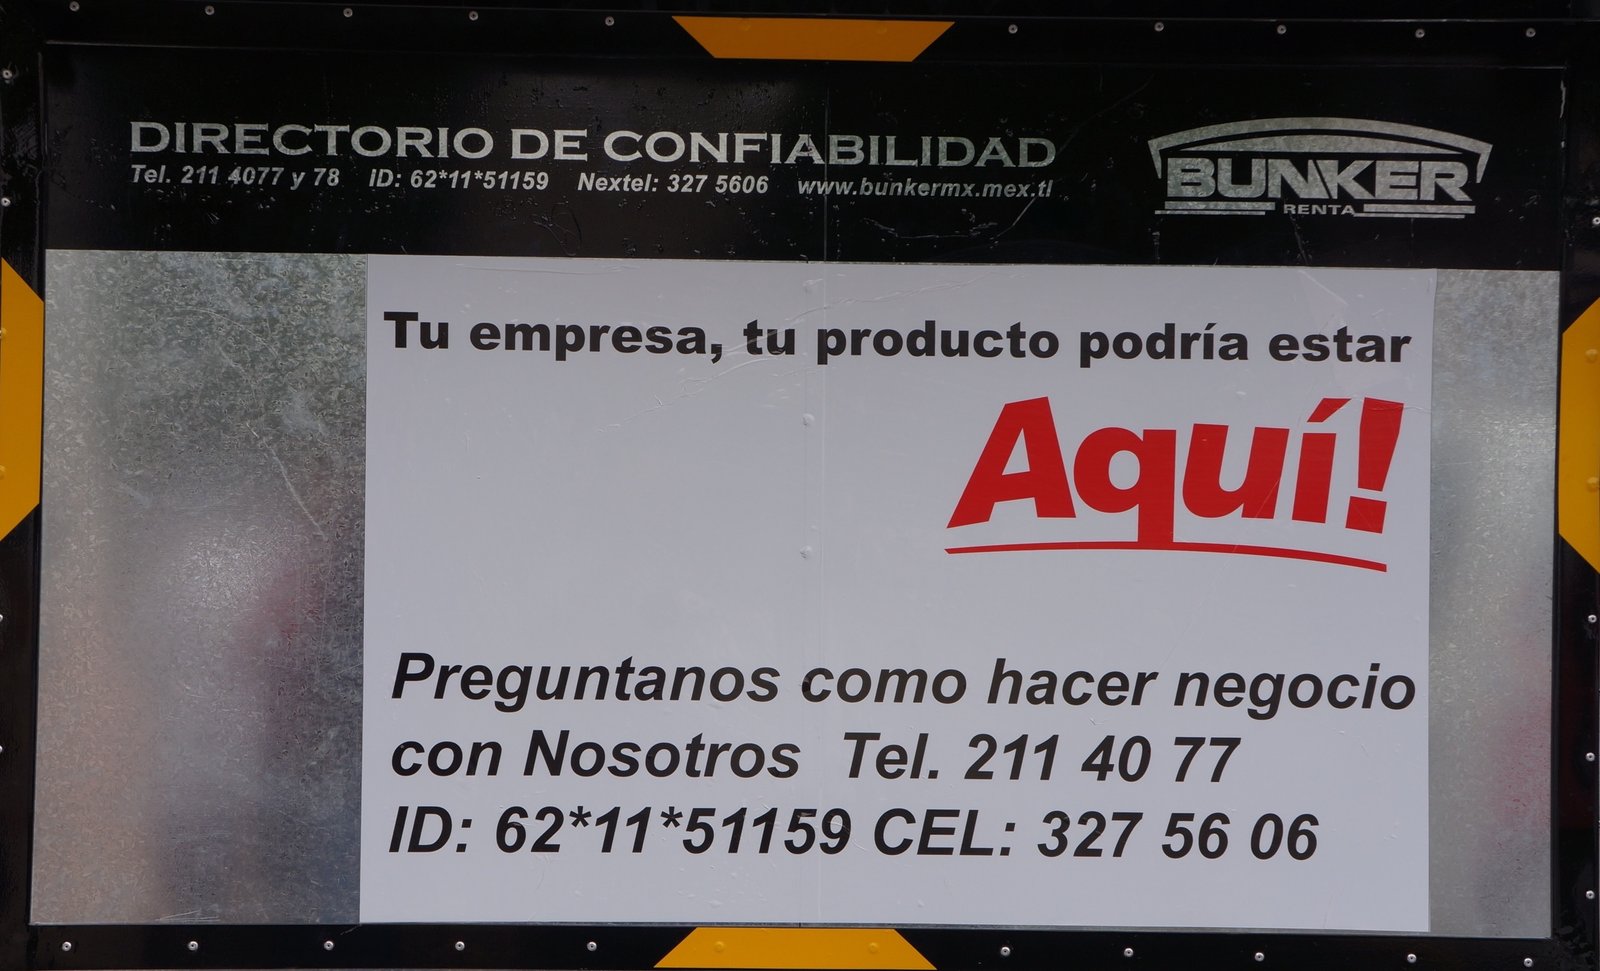 DIRECTORIO DE CONFIABILIDAD
Tel. 211 4077 y 78 ID: 62*11*51159 Nextel: 327 5606 www.bunkermx.mex.tl
BUNKER
RENTA
Tu empresa, tu producto podría estar
Aquí!
Preguntanos como hacer negocio
con Nosotros Tel. 211 40 77
ID: 62*11*51159 CEL: 327 56 06